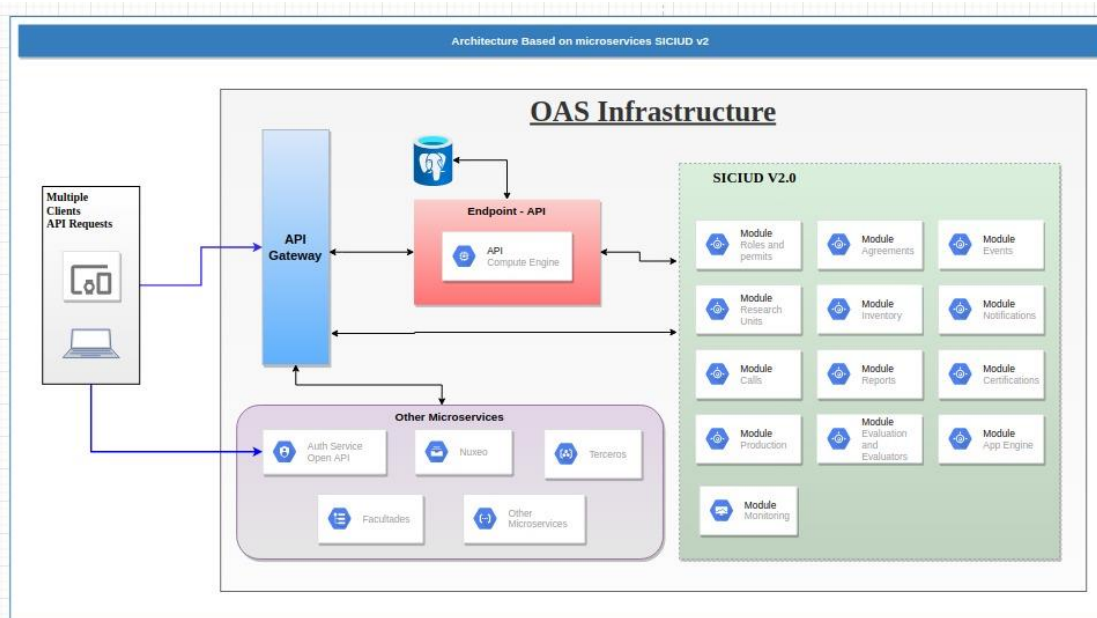 Architecture Based on microservices SICIUD v2
OAS Infrastructure
Multiple
Clients
API Requests
API
Gateway
Endpoint - API
API
Compute Engine
SICIUD V2.0
Module
Roles and
permits
Module
Agreements
Module
Events
Module
Research
Units
Module
Inventory
Module
Notifications
Module
Calls
Module
Reports
Module
Certifications
Module
Production
Module
Evaluation
and
Evaluators
Module
App Engine
Module
Monitoring
Other Microservices
Auth Service
Open API
Nuxeo
Terceros
Facultades
Other
Microservices